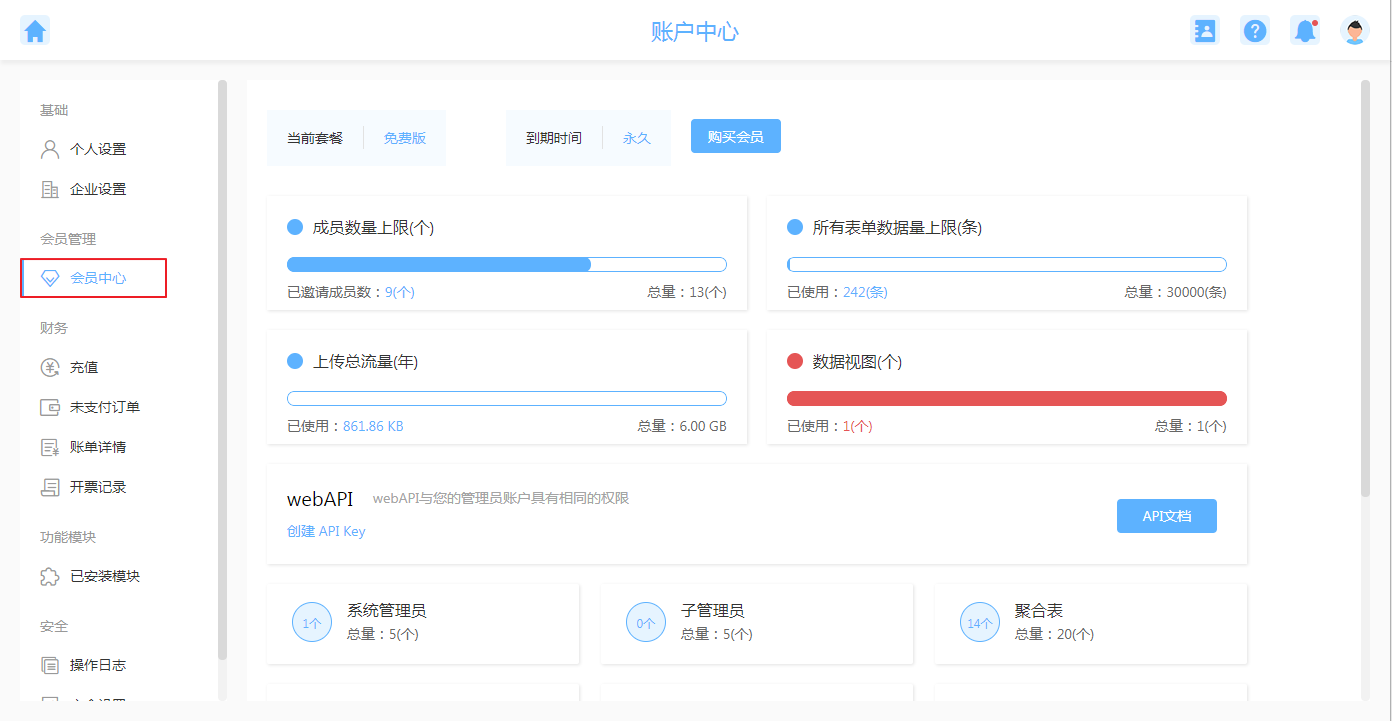 账户中心
基础
个人设置
企业设置
会员管理
会员中心
财务
充值
未支付订单
账单详情
开票记录
功能模块
已安装模块
安全
操作日志
当前套餐 免费版 到期时间 永久 购买会员
成员数量上限(个)
已邀请成员数：9(个) 总量：13(个)
所有表单数据量上限(条)
已使用：242(条) 总量：30000(条)
上传总流量(年)
已使用：861.86 KB 总量：6.00 GB
数据视图(个)
已使用：1(个) 总量：1(个)
webAPI webAPI与您的管理员账户具有相同的权限
创建 API Key
API文档
1个 系统管理员
总量：5(个)
0个 子管理员
总量：5(个)
14个 聚合表
总量：20(个)